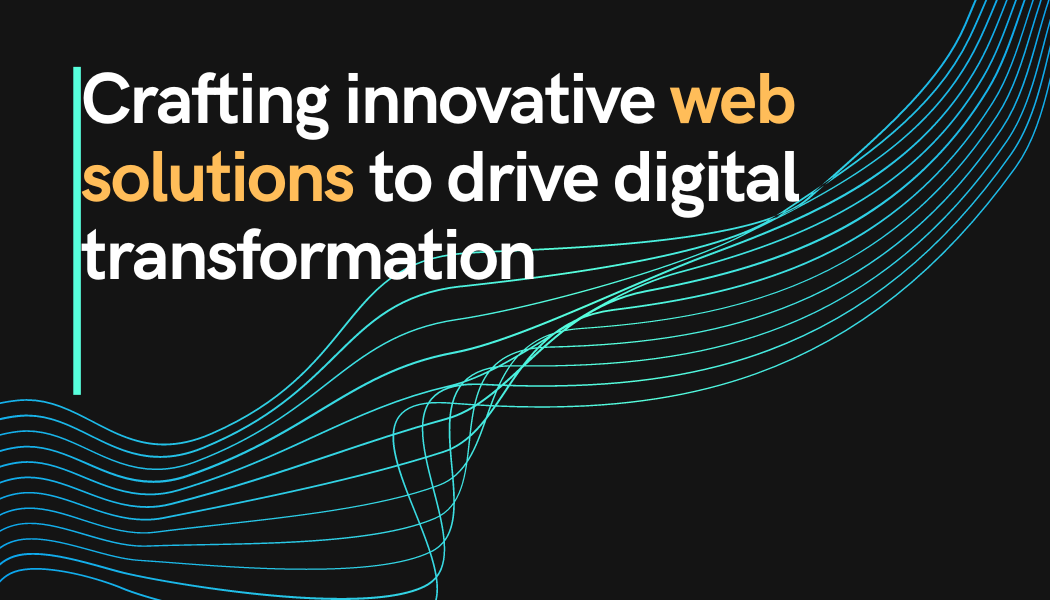 Crafting innovative web
solutions to drive digital
transformation